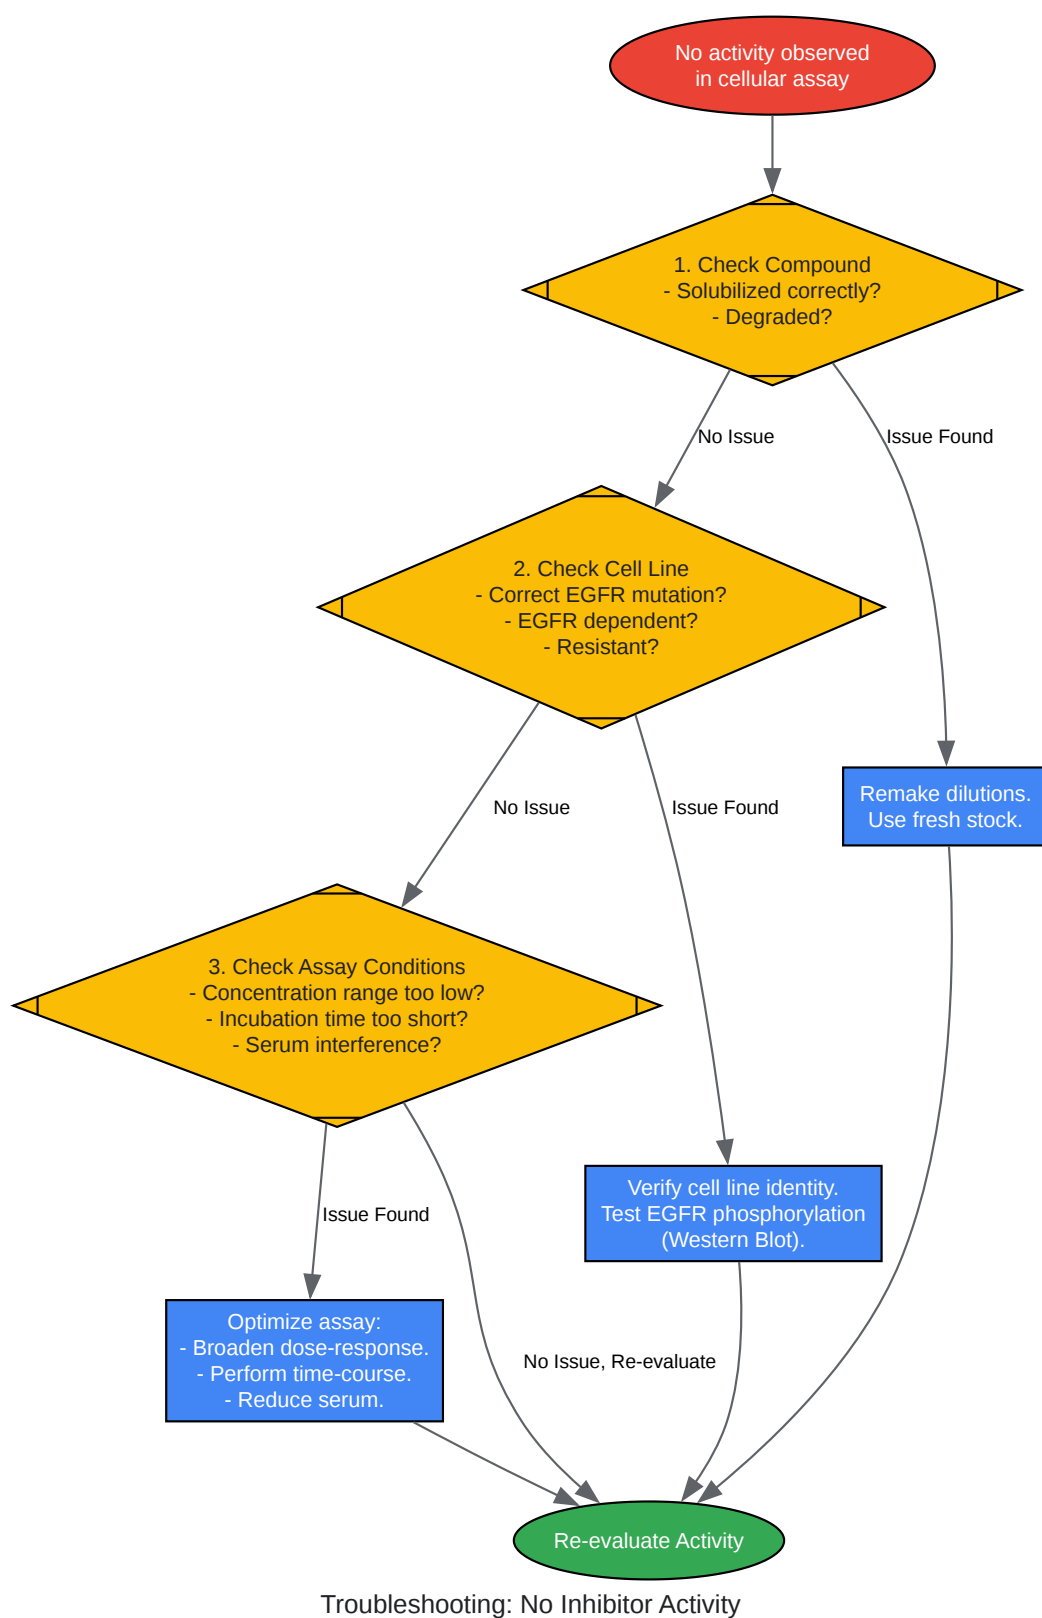 No activity observed
in cellular assay
1. Check Compound
- Solubilized correctly?
- Degraded?
No Issue
Issue Found
2. Check Cell Line
- Correct EGFR mutation?
- EGFR dependent?
- Resistant?
No Issue
Issue Found
Remake dilutions.
Use fresh stock.
3. Check Assay Conditions
- Concentration range too low?
- Incubation time too short?
- Serum interference?
Issue Found
Verify cell line identity.
Test EGFR phosphorylation
(Western Blot).
Optimize assay:
- Broaden dose-response.
- Perform time-course.
- Reduce serum.
No Issue, Re-evaluate
Re-evaluate Activity
Troubleshooting: No Inhibitor Activity